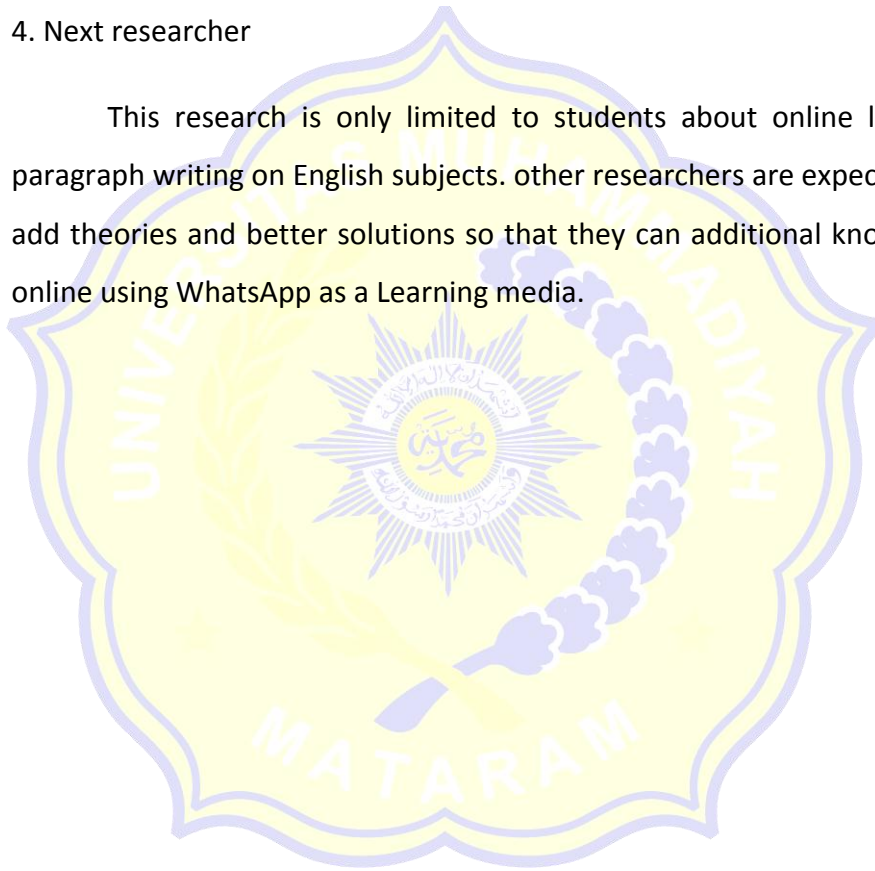 4. Next researcher
This research is only limited to students about online l
paragraph writing on English subjects. other researchers are expec
add theories and better solutions so that they can additional kno
online using WhatsApp as a Learning media.
UNIVERSITAS MUHAMMADIYAH
MATARAM